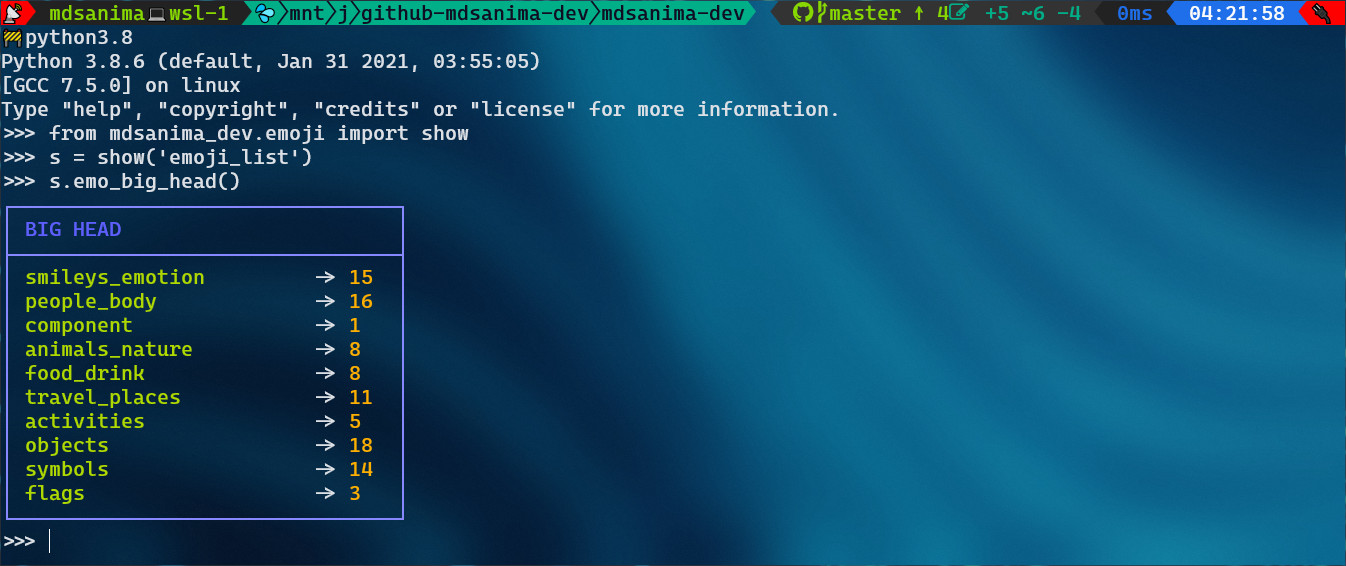 mdsanima💻wsl-1 mnt j github-mdsanima-dev mdsanima-dev master ↑ 4 +5 ~6 -4 0ms 04:21:58
🚧python3.8
Python 3.8.6 (default, Jan 31 2021, 03:55:05)
[GCC 7.5.0] on linux
Type "help", "copyright", "credits" or "license" for more information.
>>> from mdsanima_dev.emoji import show
>>> s = show('emoji_list')
>>> s.emo_big_head()
BIG HEAD
smileys_emotion → 15
people_body → 16
component → 1
animals_nature → 8
food_drink → 8
travel_places → 11
activities → 5
objects → 18
symbols → 14
flags → 3
>>>